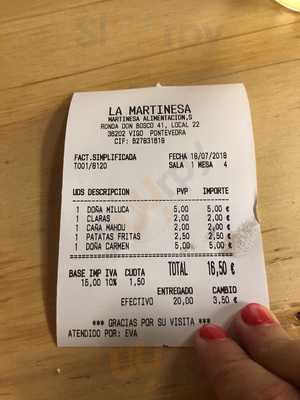 LA MARTINESA
MARTINESA ALIMENTACION,S
RONDA DON BOSCO 41, LOCAL 22
36202 VIGO PONTEVEDRA
CIF: B27831819
FACT.SIMPLIFICADA FECHA 18/07/2018
T001/8120 SALA 1 MESA 4
UDS DESCRIPCION PVP IMPORTE
1 DOÑA MILUCA 5,00 5,00 €
1 CLARAS 2,00 2,00 €
1 CAÑA MAHOU 2,00 2,00 €
1 PATATAS FRITAS 2,50 2,50 €
1 DOÑA CARMEN 5,00 5,00 €
BASE IMP IVA CUOTA TOTAL 16,50 €
15,00 10% 1,50
ENTREGADO CAMBIO
EFECTIVO 20,00 3,50 €
*** GRACIAS POR SU VISITA ***
ATENDIDO POR: EVA